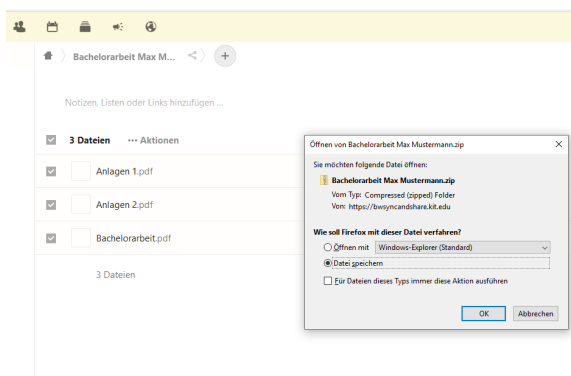 Bachelorarbeit Max M...
Notizen, Listen oder Links hinzufügen ...
3 Dateien ··· Aktionen
Anlagen 1.pdf
Anlagen 2.pdf
Bachelorarbeit.pdf
3 Dateien
Öffnen von Bachelorarbeit Max Mustermann.zip
Sie möchten folgende Datei öffnen:
Bachelorarbeit Max Mustermann.zip
Vom Typ: Compressed (zipped) Folder
Von: https://bwsyncandshare.kit.edu
Wie soll Firefox mit dieser Datei verfahren?
Öffnen mit Windows-Explorer (Standard)
Datei speichern
Für Dateien dieses Typs immer diese Aktion ausführen
OK Abbrechen